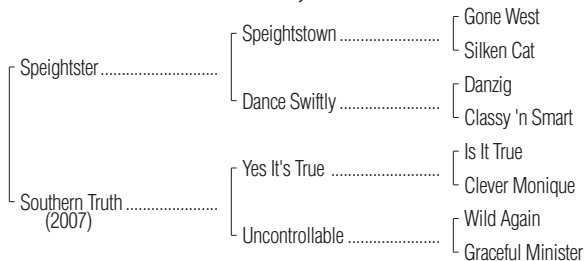 Gone West
Speightstown
Silken Cat
Speightster
Danzig
Dance Swiftly
Classy 'n Smart
Is It True
Yes It's True
Clever Monique
Southern Truth
(2007)
Wild Again
Uncontrollable
Graceful Minister